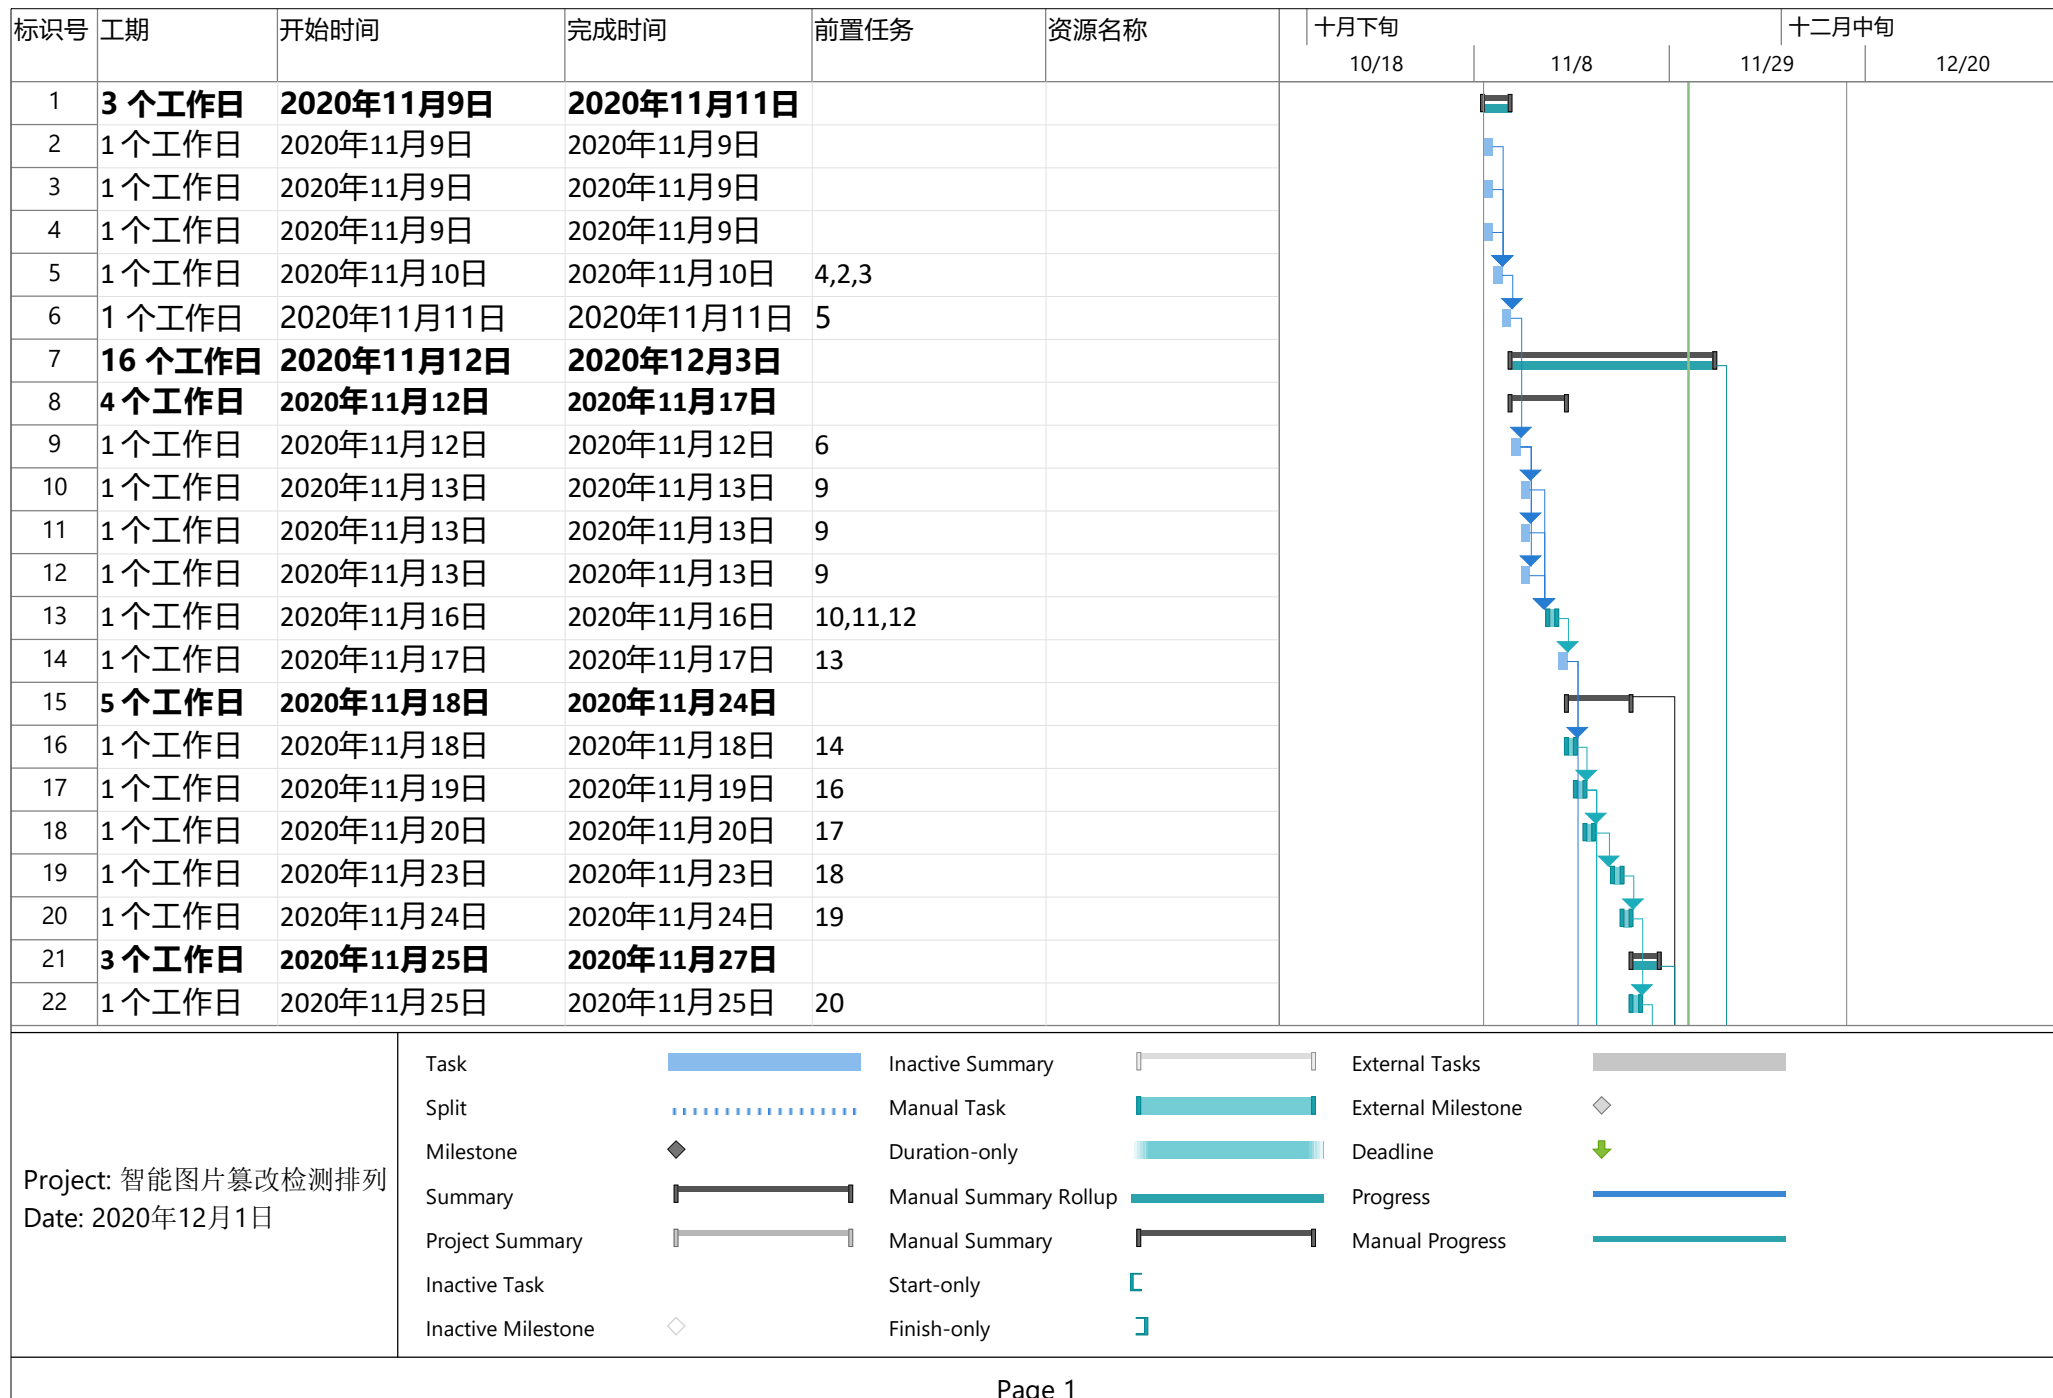 标识号 工期 开始时间 完成时间 前置任务 资源名称 十月下旬 十二月中旬
10/18 11/8 11/29 12/20
1 3 个工作日 2020年11月9日 2020年11月11日
2 1 个工作日 2020年11月9日 2020年11月9日
3 1 个工作日 2020年11月9日 2020年11月9日
4 1 个工作日 2020年11月9日 2020年11月9日
5 1 个工作日 2020年11月10日 2020年11月10日 4,2,3
6 1 个工作日 2020年11月11日 2020年11月11日 5
7 16 个工作日 2020年11月12日 2020年12月3日
8 4 个工作日 2020年11月12日 2020年11月17日
9 1 个工作日 2020年11月12日 2020年11月12日 6
10 1 个工作日 2020年11月13日 2020年11月13日 9
11 1 个工作日 2020年11月13日 2020年11月13日 9
12 1 个工作日 2020年11月13日 2020年11月13日 9
13 1 个工作日 2020年11月16日 2020年11月16日 10,11,12
14 1 个工作日 2020年11月17日 2020年11月17日 13
15 5 个工作日 2020年11月18日 2020年11月24日
16 1 个工作日 2020年11月18日 2020年11月18日 14
17 1 个工作日 2020年11月19日 2020年11月19日 16
18 1 个工作日 2020年11月20日 2020年11月20日 17
19 1 个工作日 2020年11月23日 2020年11月23日 18
20 1 个工作日 2020年11月24日 2020年11月24日 19
21 3 个工作日 2020年11月25日 2020年11月27日
22 1 个工作日 2020年11月25日 2020年11月25日 20
Project: 智能图片篡改检测排列
Date: 2020年12月1日
Task
Split
Milestone
Summary
Project Summary
Inactive Task
Inactive Milestone
Inactive Summary
Manual Task
Duration-only
Manual Summary Rollup
Manual Summary
Start-only
Finish-only
External Tasks
External Milestone
Deadline
Progress
Manual Progress
Page 1